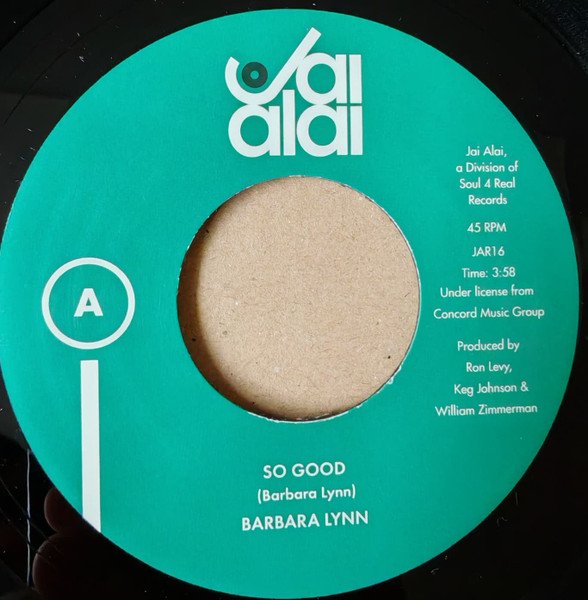 Jai
alai
Jai Alai,
a Division of
Soul 4 Real
Records
45 RPM
JAR16
Time: 3:58
Under license from
Concord Music Group
Produced by
Ron Levy,
Keg Johnson &
William Zimmerman
A
SO GOOD
(Barbara Lynn)
BARBARA LYNN